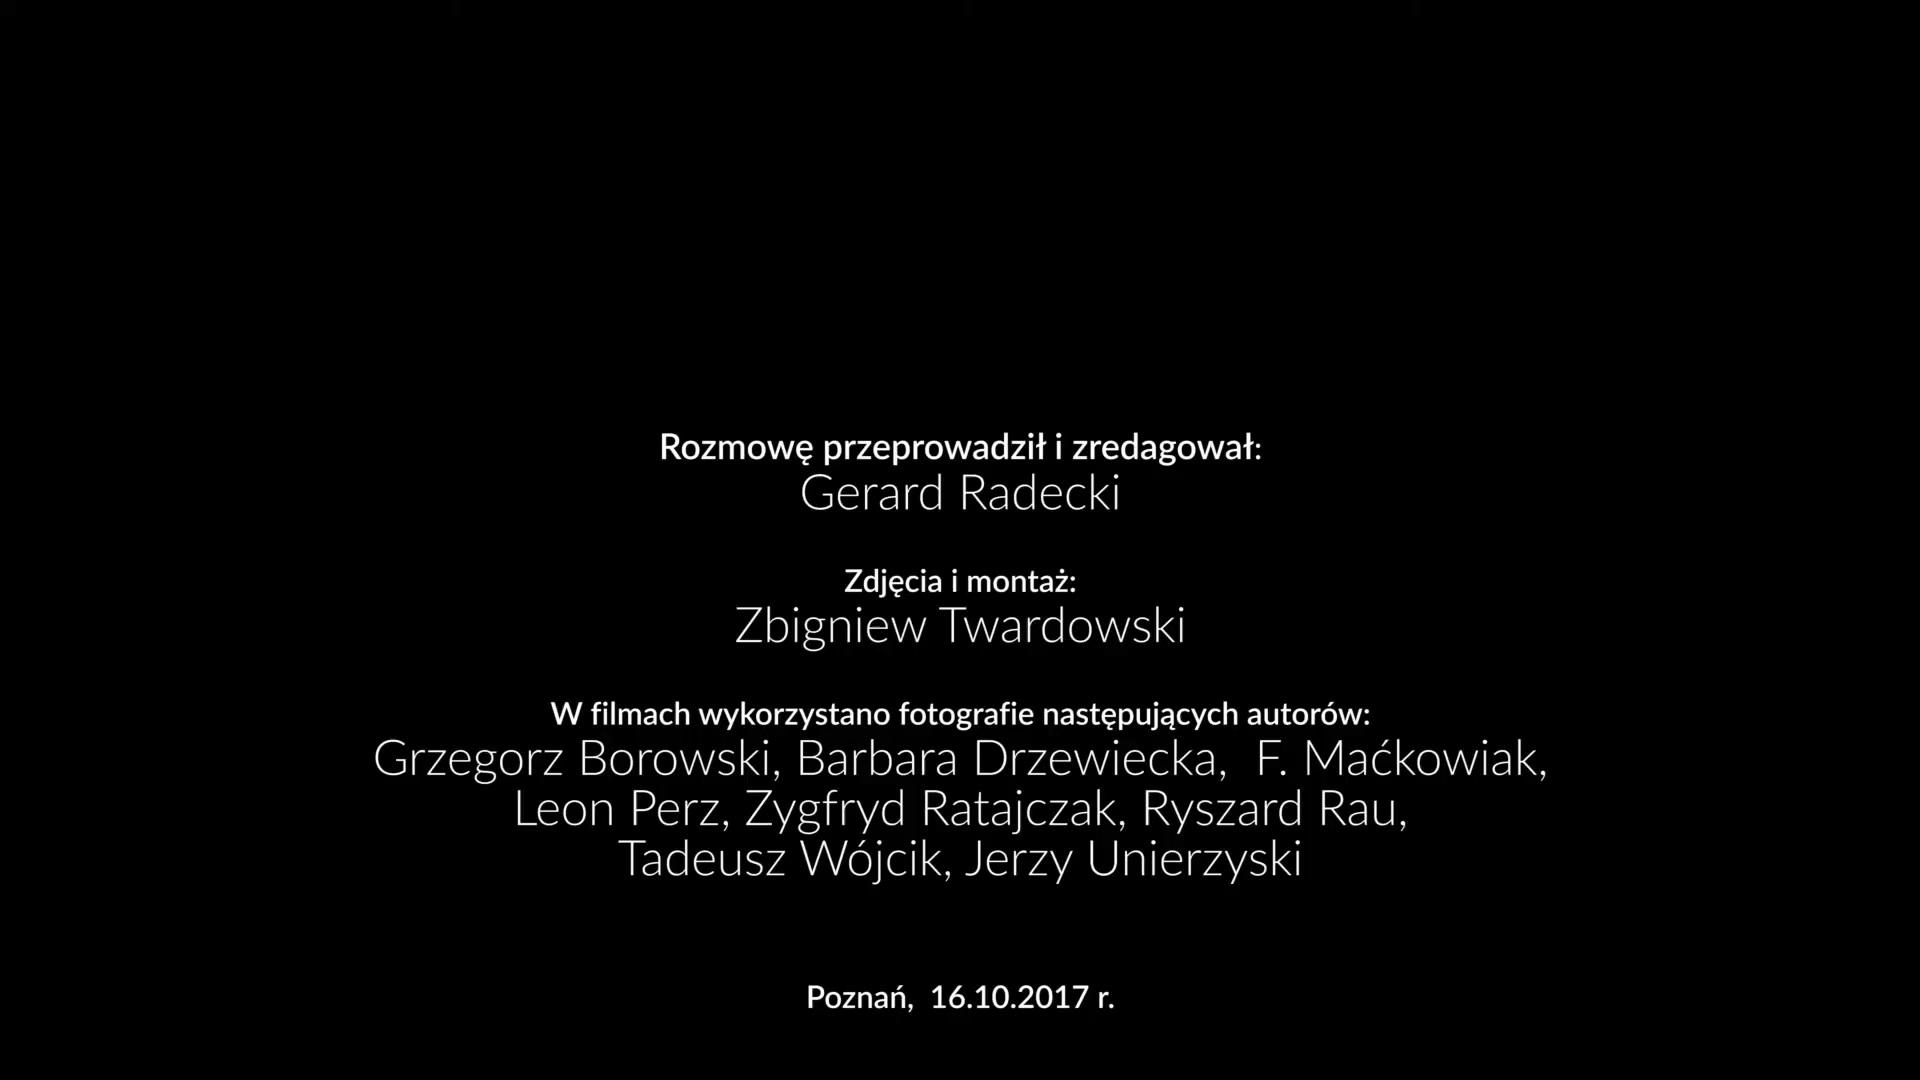 Rozmowę przeprowadził i zredagował:
Gerard Radecki
Zdjęcia i montaż:
Zbigniew Twardowski
W filmach wykorzystano fotografie następujących autorów:
Grzegorz Borowski, Barbara Drzewiecka, F. Maćkowiak,
Leon Perz, Zygfryd Ratajczak, Ryszard Rau,
Tadeusz Wójcik, Jerzy Unierzyski
Poznań, 16.10.2017 r.